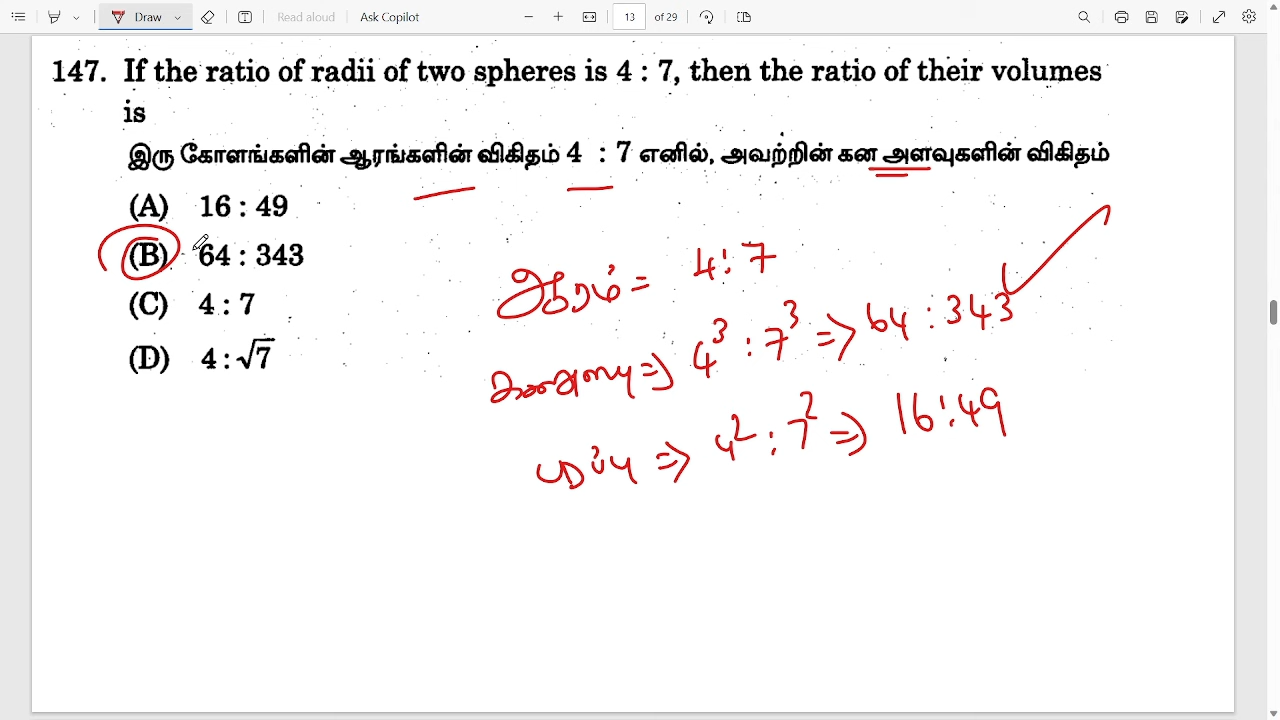 Draw
Read aloud
Ask Copilot
13 of 29
147. If the ratio of radii of two spheres is 4 : 7, then the ratio of their volumes
is
இரு கோளங்களின் ஆரங்களின் விகிதம் 4 : 7 எனில், அவற்றின் கன அளவுகளின் விகிதம்
(A) 16 : 49
(B) 64 : 343
(C) 4 : 7
(D) 4 : √7
ஆரம் = 4 : 7
கனஅளவு => 4³ : 7³ => 64 : 343
பரப்பு => 4² : 7² => 16 : 49